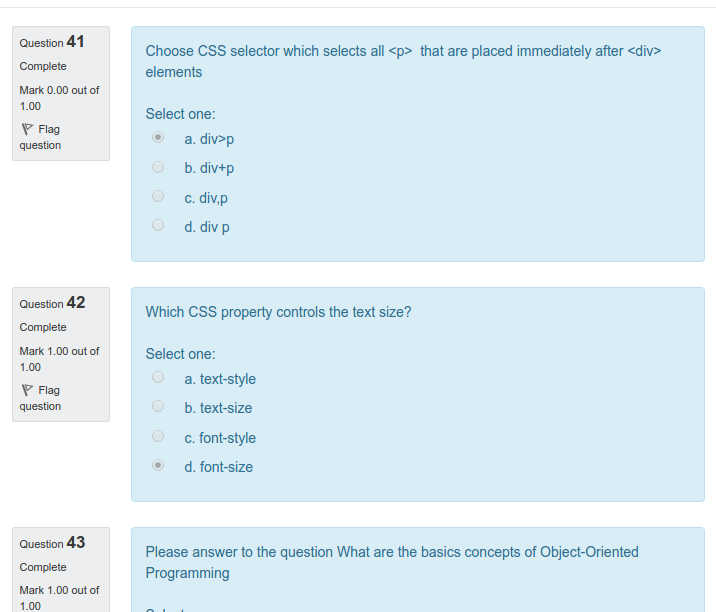 Question 41
Complete
Mark 0.00 out of
1.00
Flag
question
Choose CSS selector which selects all <p>  that are placed immediately after <div>
elements
Select one:
a. div>p
b. div+p
c. div,p
d. div p
Question 42
Complete
Mark 1.00 out of
1.00
Flag
question
Which CSS property controls the text size?
Select one:
a. text-style
b. text-size
c. font-style
d. font-size
Question 43
Complete
Mark 1.00 out of
1.00
Please answer to the question What are the basics concepts of Object-Oriented
Programming